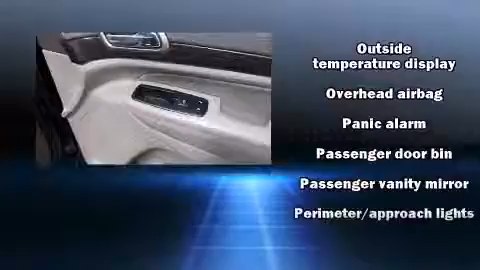 Outside
temperature display
Overhead airbag
Panic alarm
Passenger door bin
Passenger vanity mirror
Perimeter/approach lights